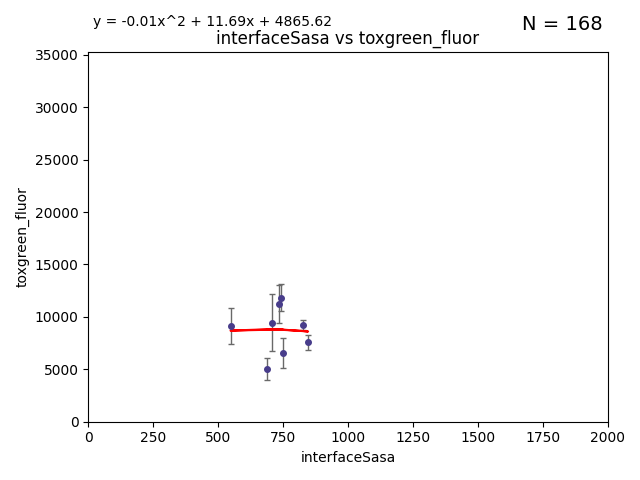 y = -0.01x^2 + 11.69x + 4865.62
N = 168
interfaceSasa vs toxgreen_fluor
35000
30000
25000
20000
15000
10000
5000
0
toxgreen_fluor
0 250 500 750 1000 1250 1500 1750 2000
interfaceSasa